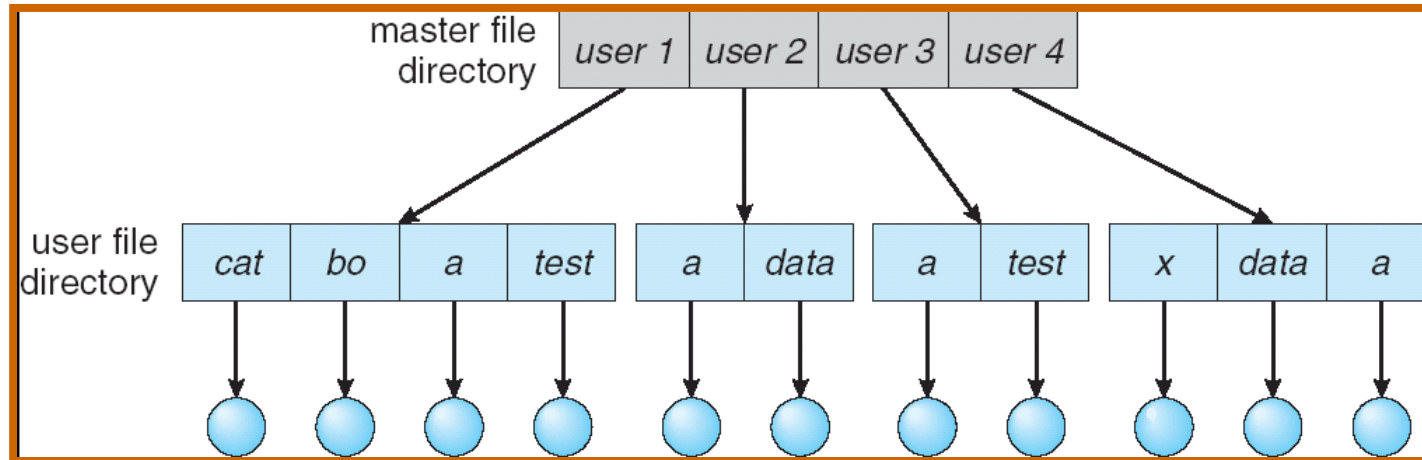 master file
directory
user 1 user 2 user 3 user 4
user file
directory
cat bo a test a data a test x data a